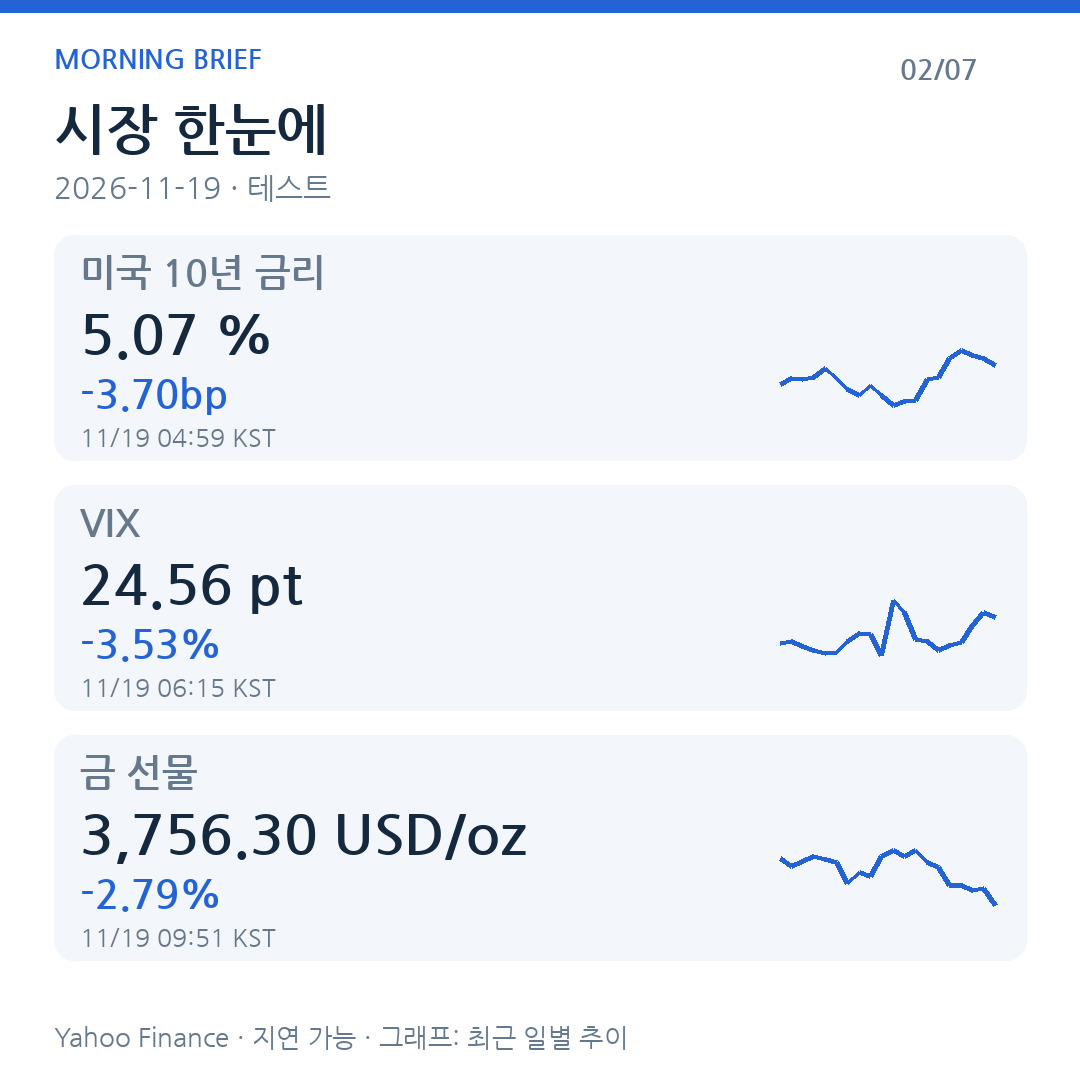 MORNING BRIEF
02/07
시장 한눈에
2026-11-19 · 테스트
미국 10년 금리
5.07 %
-3.70bp
11/19 04:59 KST
VIX
24.56 pt
-3.53%
11/19 06:15 KST
금 선물
3,756.30 USD/oz
-2.79%
11/19 09:51 KST
Yahoo Finance · 지연 가능 · 그래프: 최근 일별 추이